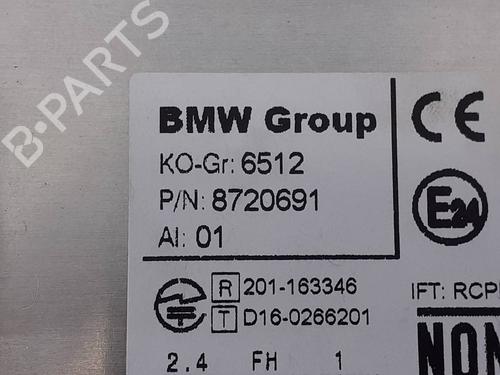 B-PARTS
BMW Group
KO-Gr: 6512
P/N: 8720691
AI: 01
CE
E24
R 201-163346
T D16-0266201
IFT: RCP
2.4 FH 1
NON